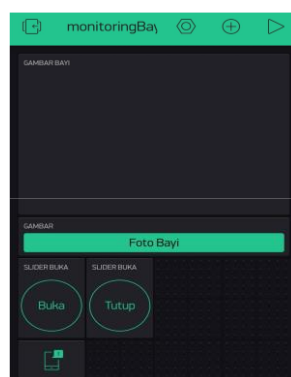 monitoringBay
GAMBAR BAYI
GAMBAR
Foto Bayi
SLIDER BUKA
SLIDER BUKA
Buka
Tutup